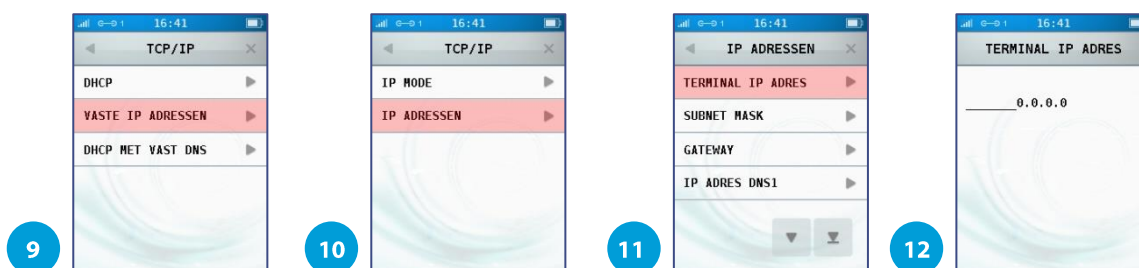 16:41
TCP/IP
DHCP
VASTE IP ADRESSEN
DHCP MET VAST DNS
9
16:41
TCP/IP
IP MODE
IP ADRESSEN
10
16:41
IP ADRESSEN
TERMINAL IP ADRES
SUBNET MASK
GATEWAY
IP ADRES DNS1
11
16:41
TERMINAL IP ADRES
______0.0.0.0
12